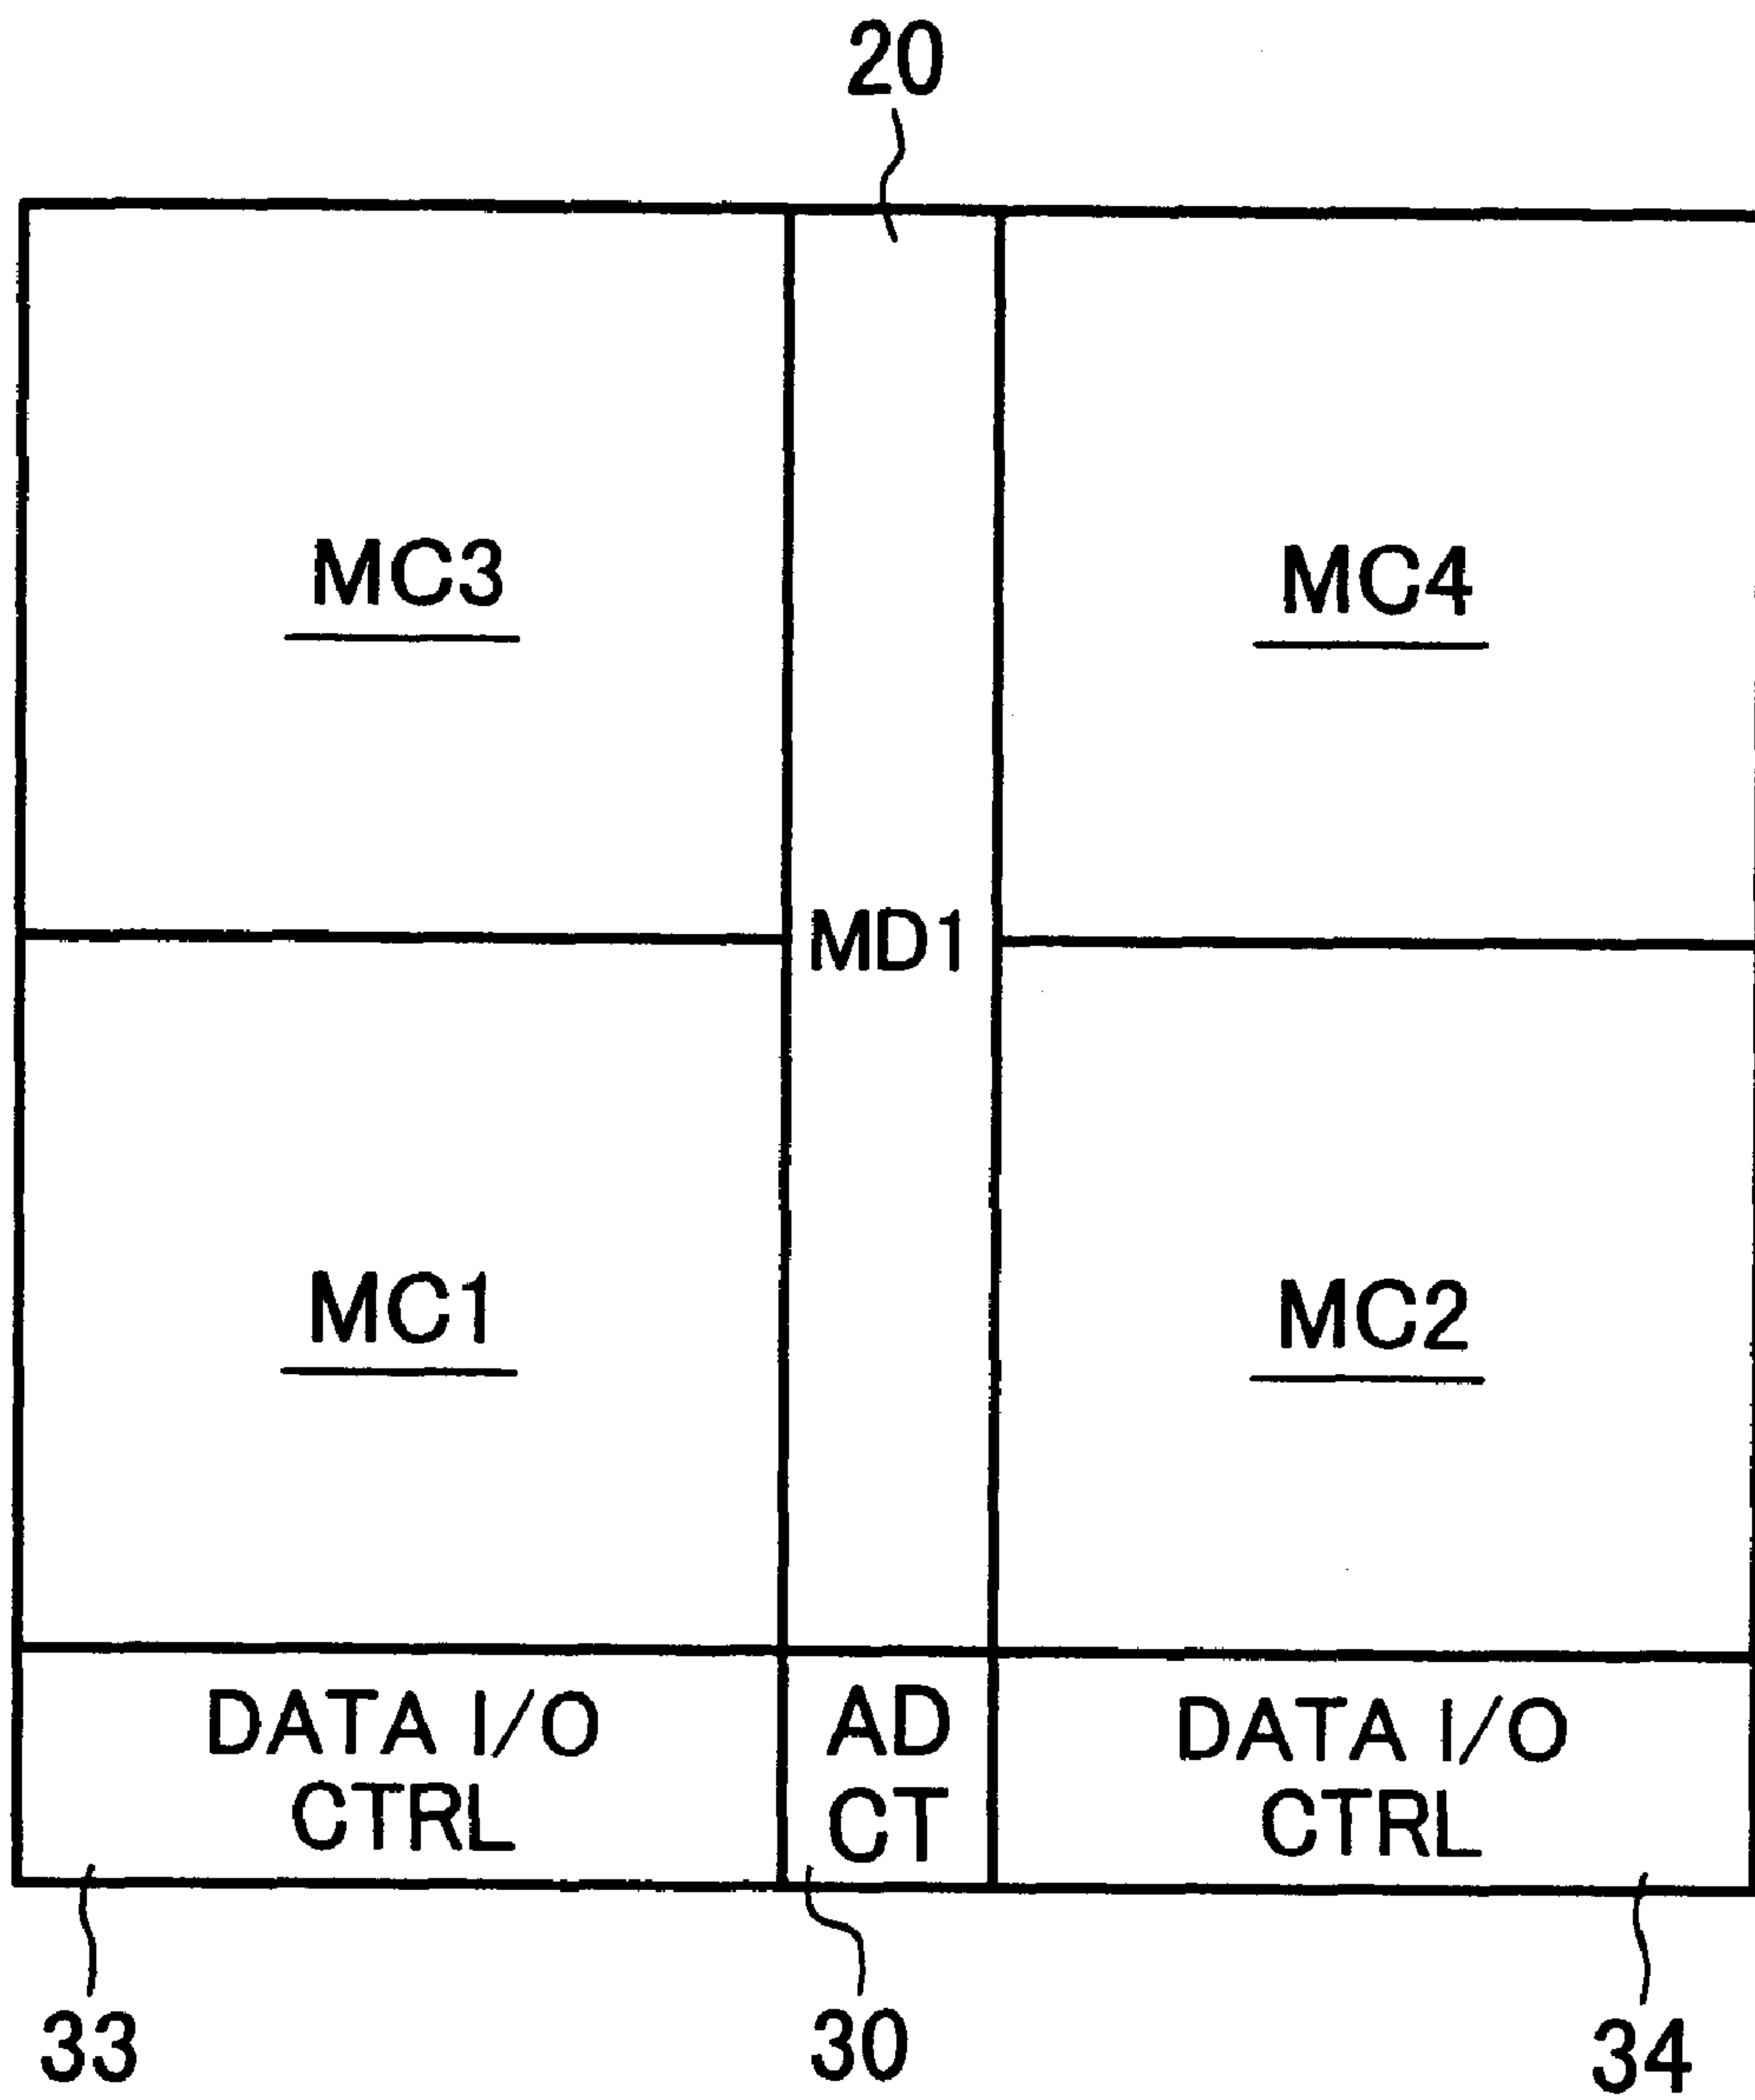 20
MC3
MC4
MD1
MC1
MC2
DATA I/O
CTRL
AD
CT
DATA I/O
CTRL
33
30
34